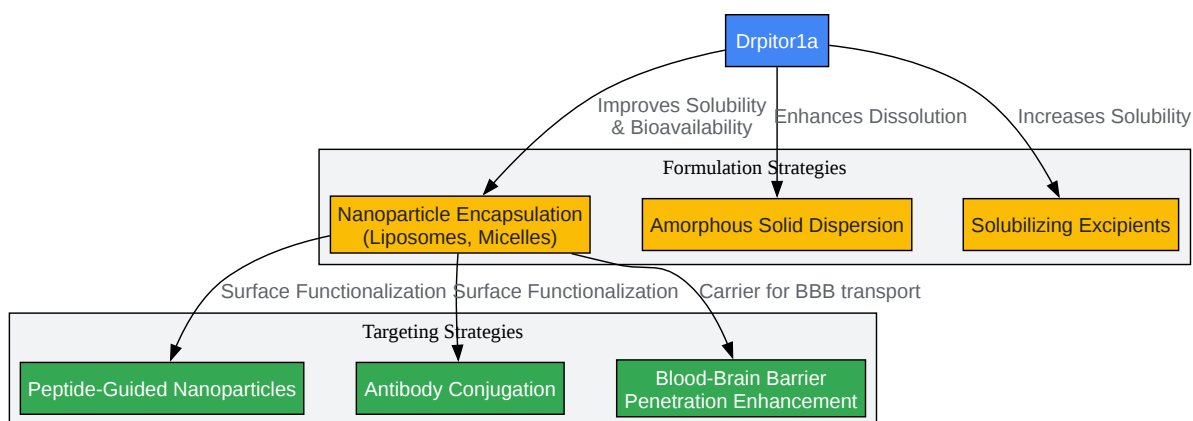 Drpitor1a
Improves Solubility
& Bioavailability
Enhances Dissolution
Increases Solubility
Formulation Strategies
Nanoparticle Encapsulation
(Liposomes, Micelles)
Amorphous Solid Dispersion
Solubilizing Excipients
Surface Functionalization
Surface Functionalization
Carrier for BBB transport
Targeting Strategies
Peptide-Guided Nanoparticles
Antibody Conjugation
Blood-Brain Barrier
Penetration Enhancement